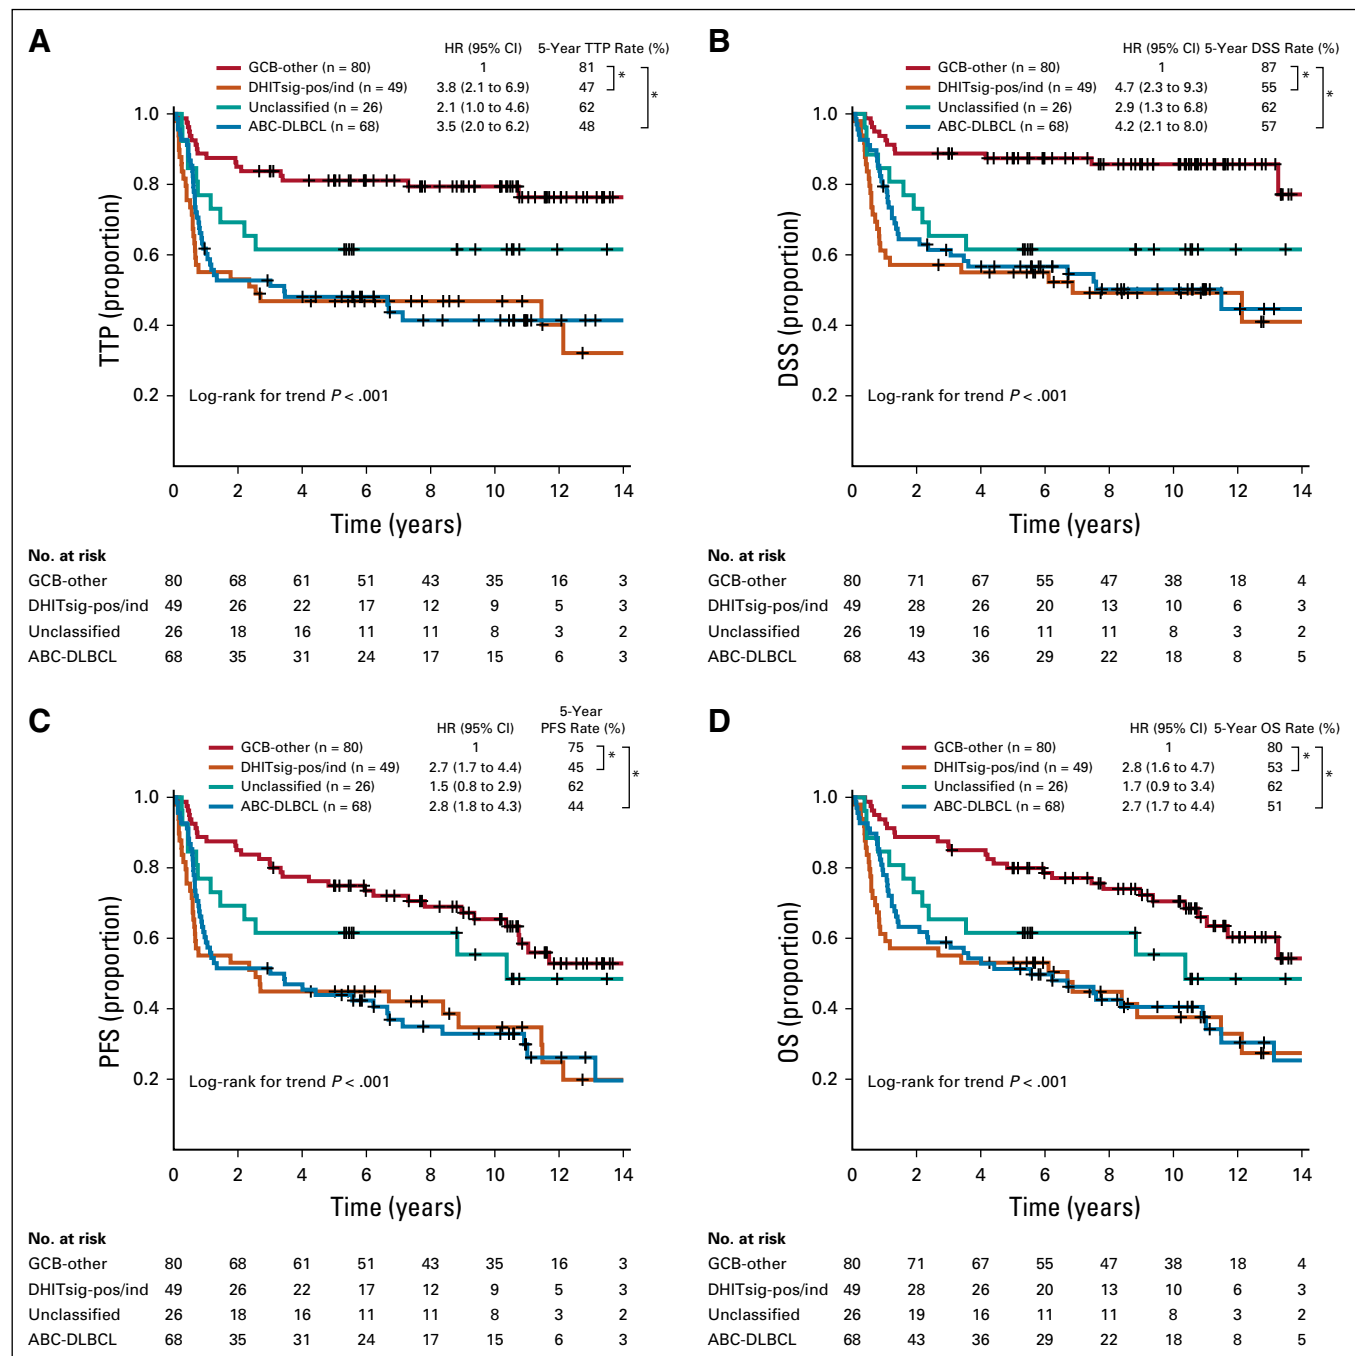 A
HR (95% CI) 5-Year TTP Rate (%)
GCB-other (n = 80) 1 81
DHITsig-pos/ind (n = 49) 3.8 (2.1 to 6.9) 47 *
Unclassified (n = 26) 2.1 (1.0 to 4.6) 62 *
ABC-DLBCL (n = 68) 3.5 (2.0 to 6.2) 48
1.0
0.8
0.6
0.4
0.2
TTP (proportion)
Log-rank for trend P < .001
0 2 4 6 8 10 12 14
Time (years)
No. at risk
GCB-other 80 68 61 51 43 35 16 3
DHITsig-pos/ind 49 26 22 17 12 9 5 3
Unclassified 26 18 16 11 11 8 3 2
ABC-DLBCL 68 35 31 24 17 15 6 3
B
HR (95% CI) 5-Year DSS Rate (%)
GCB-other (n = 80) 1 87
DHITsig-pos/ind (n = 49) 4.7 (2.3 to 9.3) 55 *
Unclassified (n = 26) 2.9 (1.3 to 6.8) 62 *
ABC-DLBCL (n = 68) 4.2 (2.1 to 8.0) 57
1.0
0.8
0.6
0.4
0.2
DSS (proportion)
Log-rank for trend P < .001
0 2 4 6 8 10 12 14
Time (years)
No. at risk
GCB-other 80 71 67 55 47 38 18 4
DHITsig-pos/ind 49 28 26 20 13 10 6 3
Unclassified 26 19 16 11 11 8 3 2
ABC-DLBCL 68 43 36 29 22 18 8 5
C
5-Year
HR (95% CI) PFS Rate (%)
GCB-other (n = 80) 1 75
DHITsig-pos/ind (n = 49) 2.7 (1.7 to 4.4) 45 *
Unclassified (n = 26) 1.5 (0.8 to 2.9) 62 *
ABC-DLBCL (n = 68) 2.8 (1.8 to 4.3) 44
1.0
0.8
0.6
0.4
0.2
PFS (proportion)
Log-rank for trend P < .001
0 2 4 6 8 10 12 14
Time (years)
No. at risk
GCB-other 80 68 61 51 43 35 16 3
DHITsig-pos/ind 49 26 22 17 12 9 5 3
Unclassified 26 18 16 11 11 8 3 2
ABC-DLBCL 68 35 31 24 17 15 6 3
D
HR (95% CI) 5-Year OS Rate (%)
GCB-other (n = 80) 1 80
DHITsig-pos/ind (n = 49) 2.8 (1.6 to 4.7) 53 *
Unclassified (n = 26) 1.7 (0.9 to 3.4) 62 *
ABC-DLBCL (n = 68) 2.7 (1.7 to 4.4) 51
1.0
0.8
0.6
0.4
0.2
OS (proportion)
Log-rank for trend P < .001
0 2 4 6 8 10 12 14
Time (years)
No. at risk
GCB-other 80 71 67 55 47 38 18 4
DHITsig-pos/ind 49 28 26 20 13 10 6 3
Unclassified 26 19 16 11 11 8 3 2
ABC-DLBCL 68 43 36 29 22 18 8 5